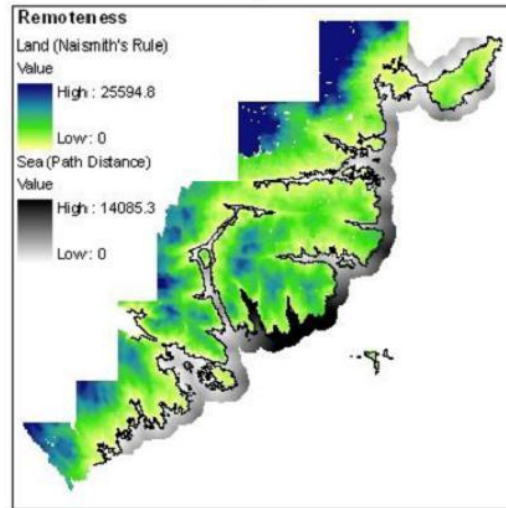 Remoteness
Land (Naismith's Rule)
Value
High : 25594.8
Low : 0
Sea (Path Distance)
Value
High : 14085.3
Low : 0